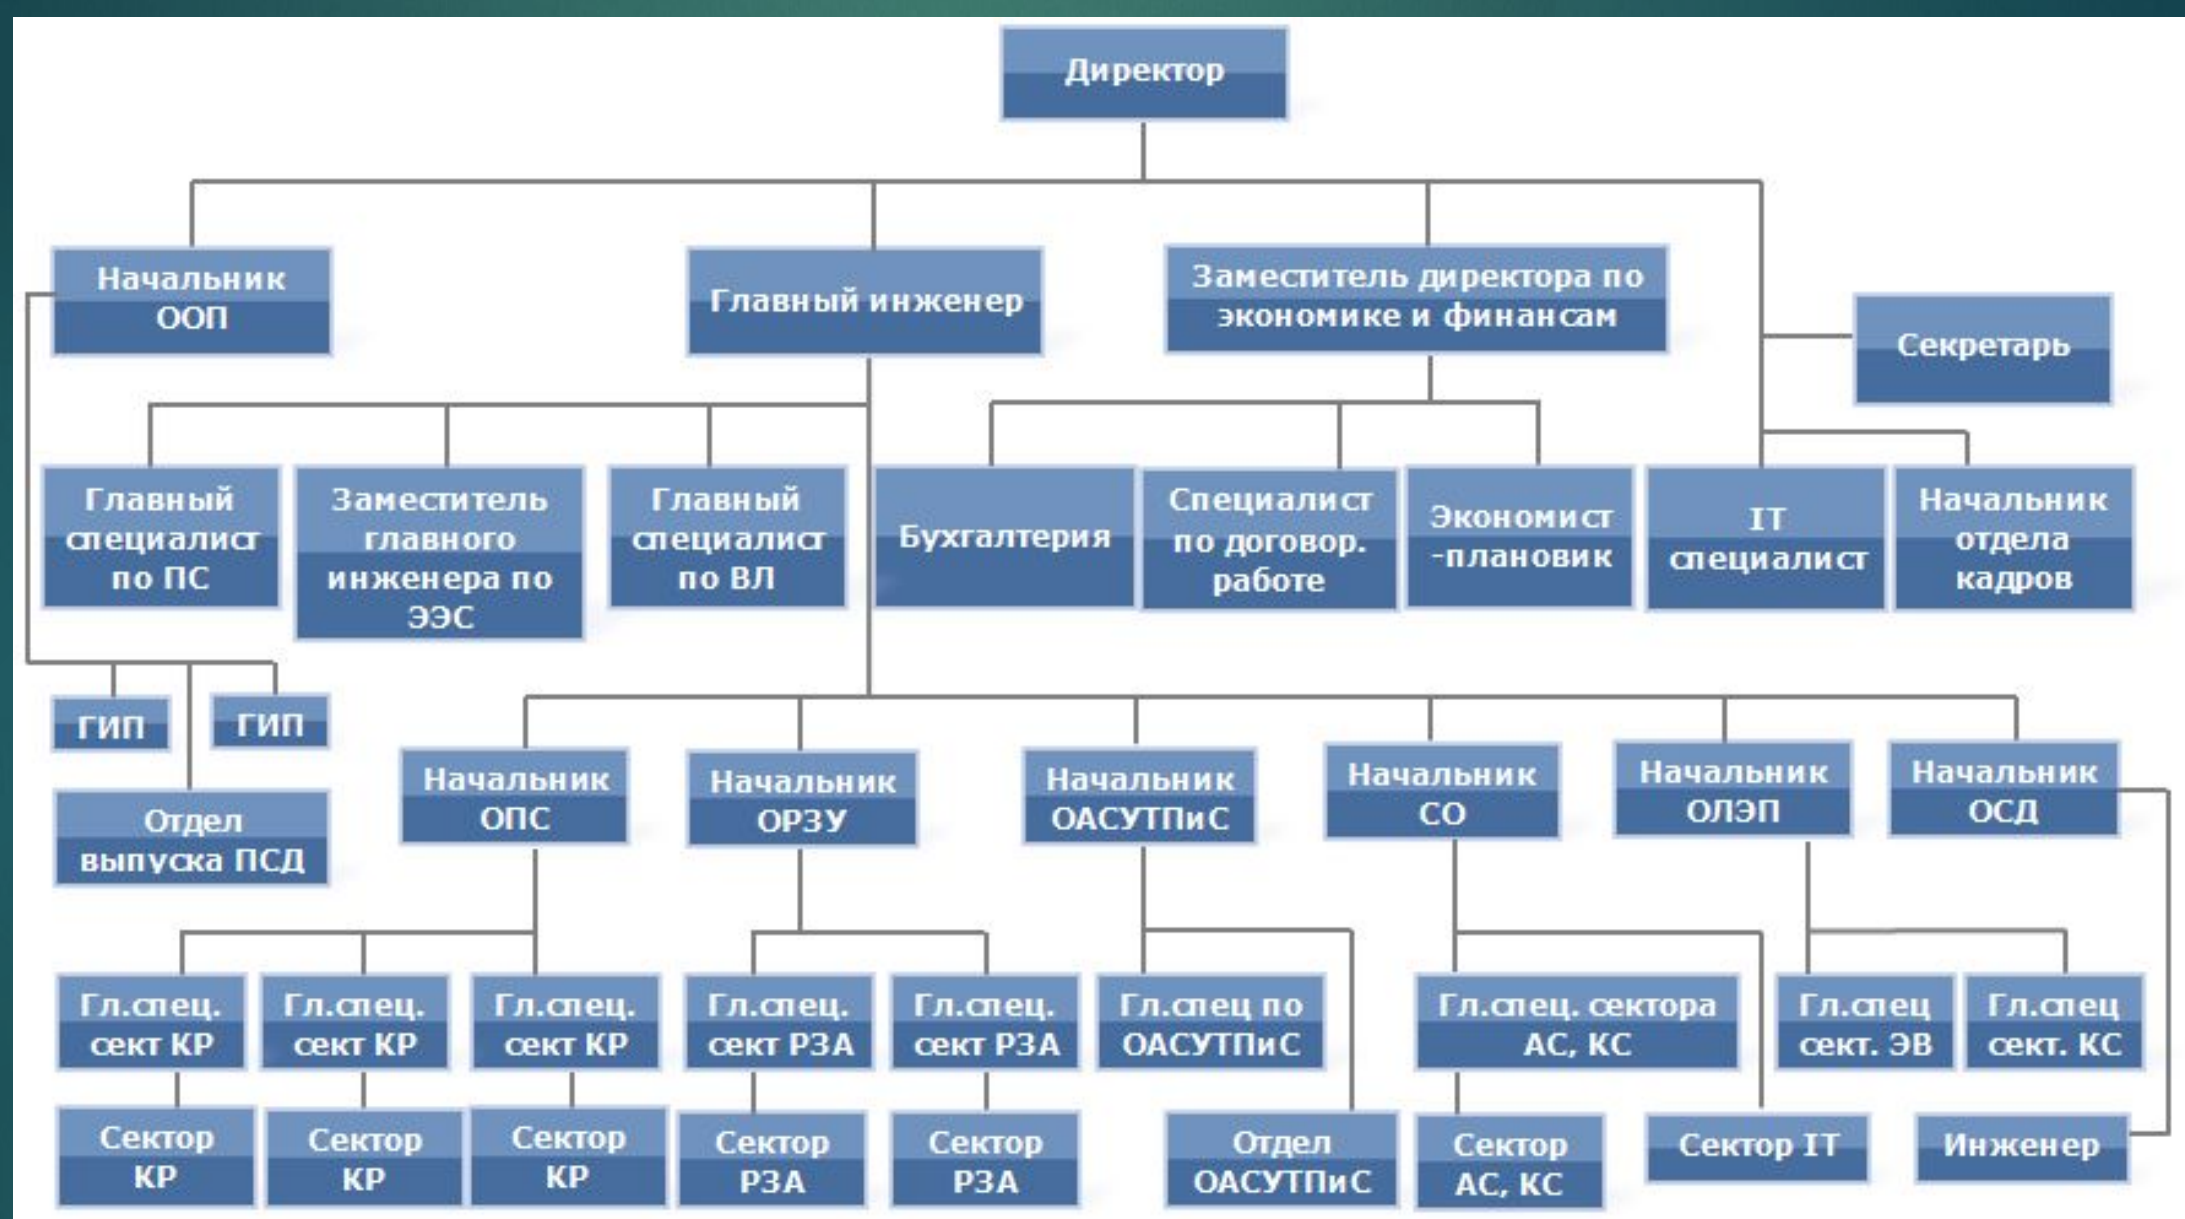 Директор
Начальник
ООП
Главный инженер
Заместитель директора по
экономике и финансам
Секретарь
Главный
специалист
по ПС
Заместитель
главного
инженера по
ЭЭС
Главный
специалист
по ВЛ
Бухгалтерия
Специалист
по договор.
работе
Экономист
-плановик
IT
специалист
Начальник
отдела
кадров
ГИП
ГИП
Отдел
выпуска ПСД
Начальник
ОПС
Начальник
ОРЗУ
Начальник
ОАСУТПиС
Начальник
СО
Начальник
ОЛЭП
Начальник
ОСД
Гл.спец.
сект КР
Гл.спец.
сект КР
Гл.спец.
сект КР
Гл.спец.
сект РЗА
Гл.спец.
сект РЗА
Гл.спец по
ОАСУТПиС
Гл.спец. сектора
АС, КС
Гл.спец
сект. ЭВ
Гл.спец
сект. КС
Сектор
КР
Сектор
КР
Сектор
КР
Сектор
РЗА
Сектор
РЗА
Отдел
ОАСУТПиС
Сектор
АС, КС
Сектор IT
Инженер